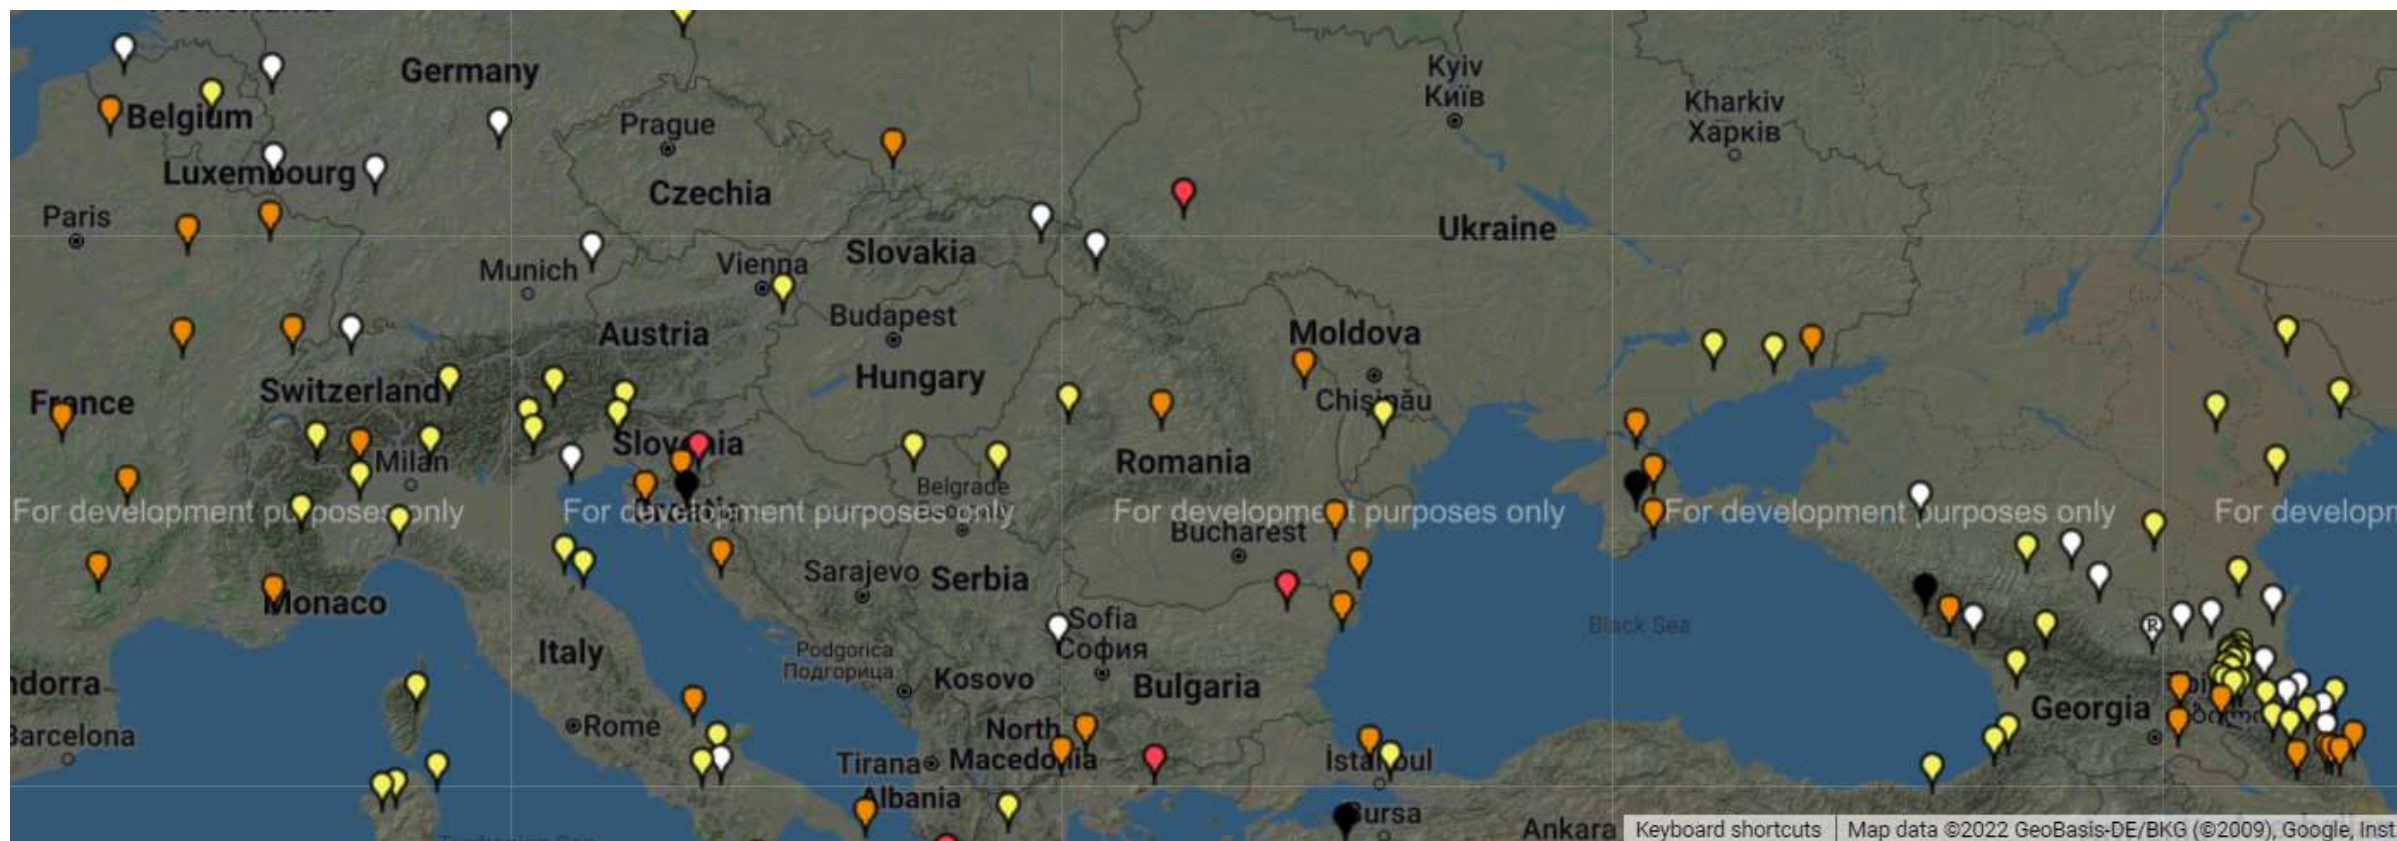 Germany
Kyiv
Київ
Kharkiv
Харків
Belgium
Prague
Luxembourg
Czechia
Paris
Ukraine
Slovakia
Munich
Vienna
Budapest
Austria
Moldova
Hungary
Switzerland
France
Chișinău
Slovenia
Milan
Romania
Belgrade
For development purposes only
For development purposes only
For development purposes only
For development purposes only
For developm
Croatia
Bucharest
Sarajevo
Serbia
Monaco
Sofia
София
Black Sea
Italy
Podgorica
Подгорица
Kosovo
Bulgaria
ndorra
R
Georgia
Rome
North
Macedonia
Barcelona
Tirana
İstanbul
Albania
Bursa
Ankara
Keyboard shortcuts
Map data ©2022 GeoBasis-DE/BKG (©2009), Google, Inst